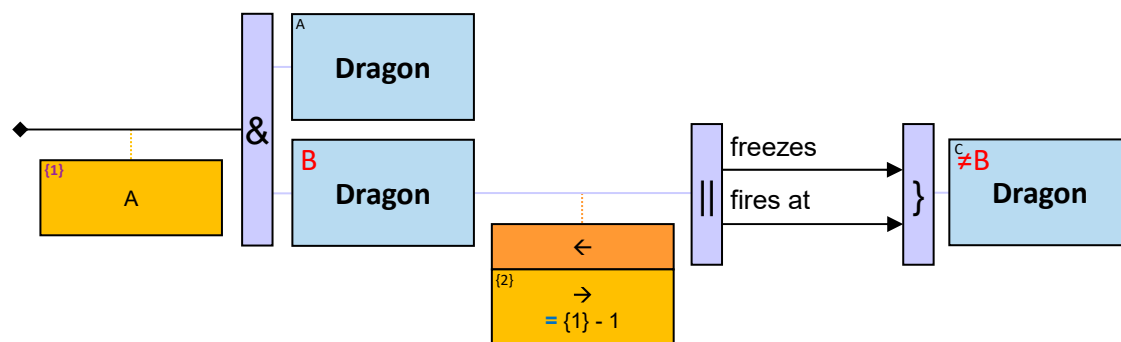 {1}
A
&
A
Dragon
B
Dragon
←
{2}
→
= {1} - 1
||
freezes
fires at
}
C
≠B
Dragon